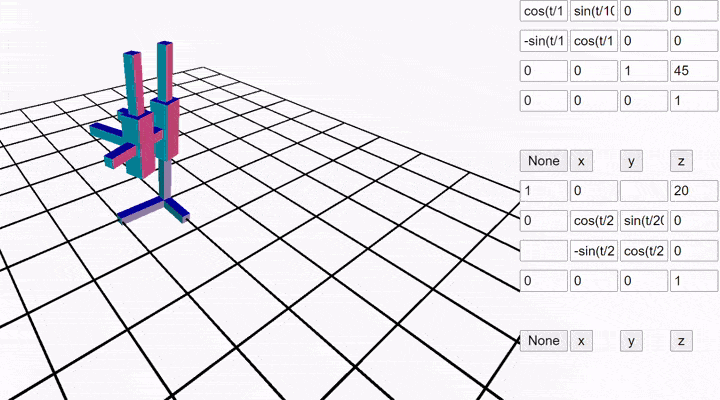 cos(t/1 sin(t/1( 0 0
-sin(t/1 cos(t/1 0 0
0 0 1 45
0 0 0 1
None x y z
1 0 20
0 cos(t/2 sin(t/2( 0
-sin(t/2 cos(t/2 0
0 0 0 1
None x y z